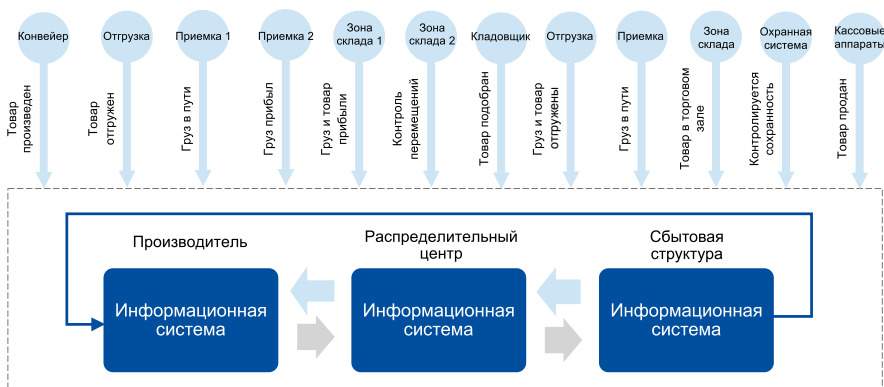 Конвейер
Отгрузка
Приемка 1
Приемка 2
Зона
склада 1
Зона
склада 2
Кладовщик
Отгрузка
Приемка
Зона
склада
Охранная
система
Кассовые
аппараты
Товар
произведен
Товар
отгружен
Груз в пути
Груз прибыл
Груз и товар
прибыли
Контроль
перемещений
Товар подобран
Груз и товар
отгружены
Груз в пути
Товар в торговом
зале
Контролируется
сохранность
Товар продан
Производитель
Распределительный
центр
Сбытовая
структура
Информационная
система
Информационная
система
Информационная
система